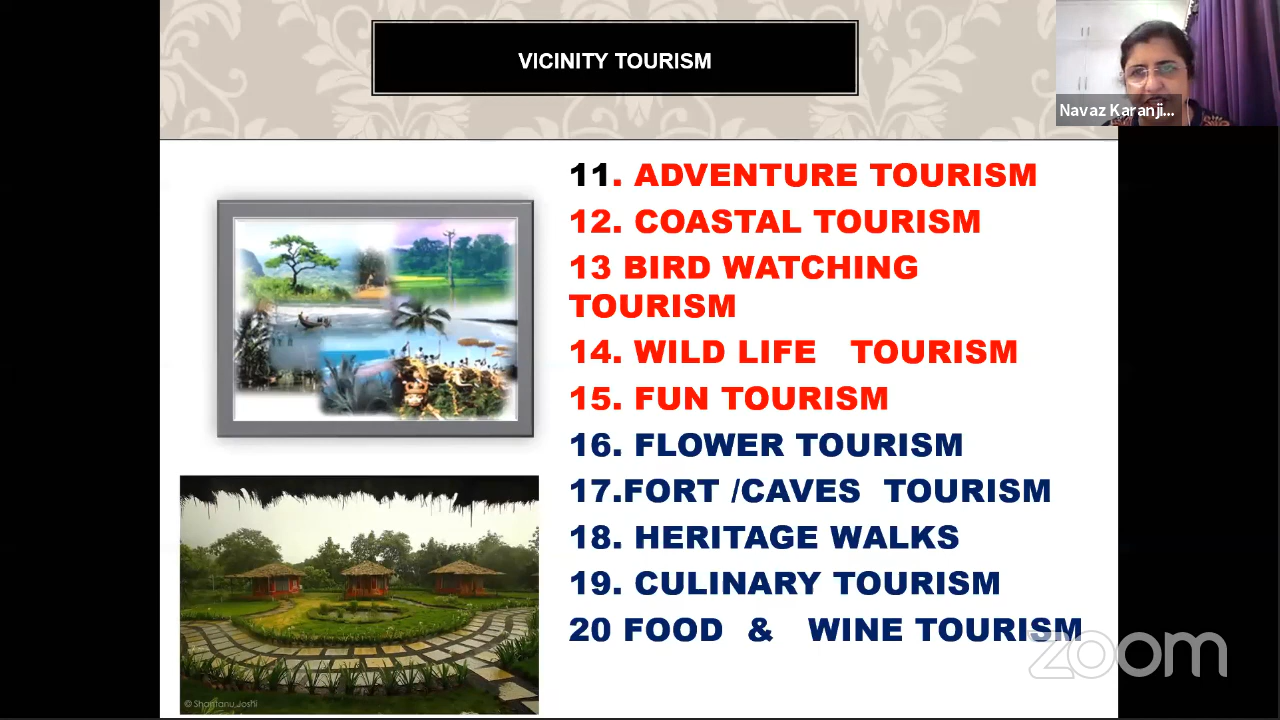 VICINITY TOURISM
Navaz Karanji...
11. ADVENTURE TOURISM
12. COASTAL TOURISM
13 BIRD WATCHING
TOURISM
14. WILD LIFE TOURISM
15. FUN TOURISM
16. FLOWER TOURISM
17.FORT /CAVES TOURISM
18. HERITAGE WALKS
19. CULINARY TOURISM
20 FOOD & WINE TOURISM
zoom
© Shantanu Joshi